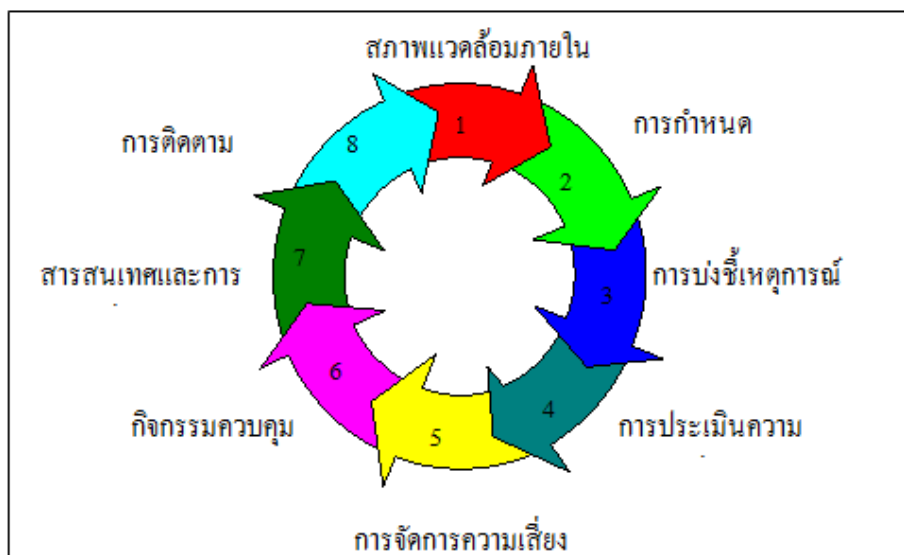 สภาพแวดล้อมภายใน
1
การกำหนด
2
การบ่งชี้เหตุการณ์
3
การประเมินความ
4
การจัดการความเสี่ยง
5
กิจกรรมควบคุม
6
สารสนเทศและการ
7
การติดตาม
8